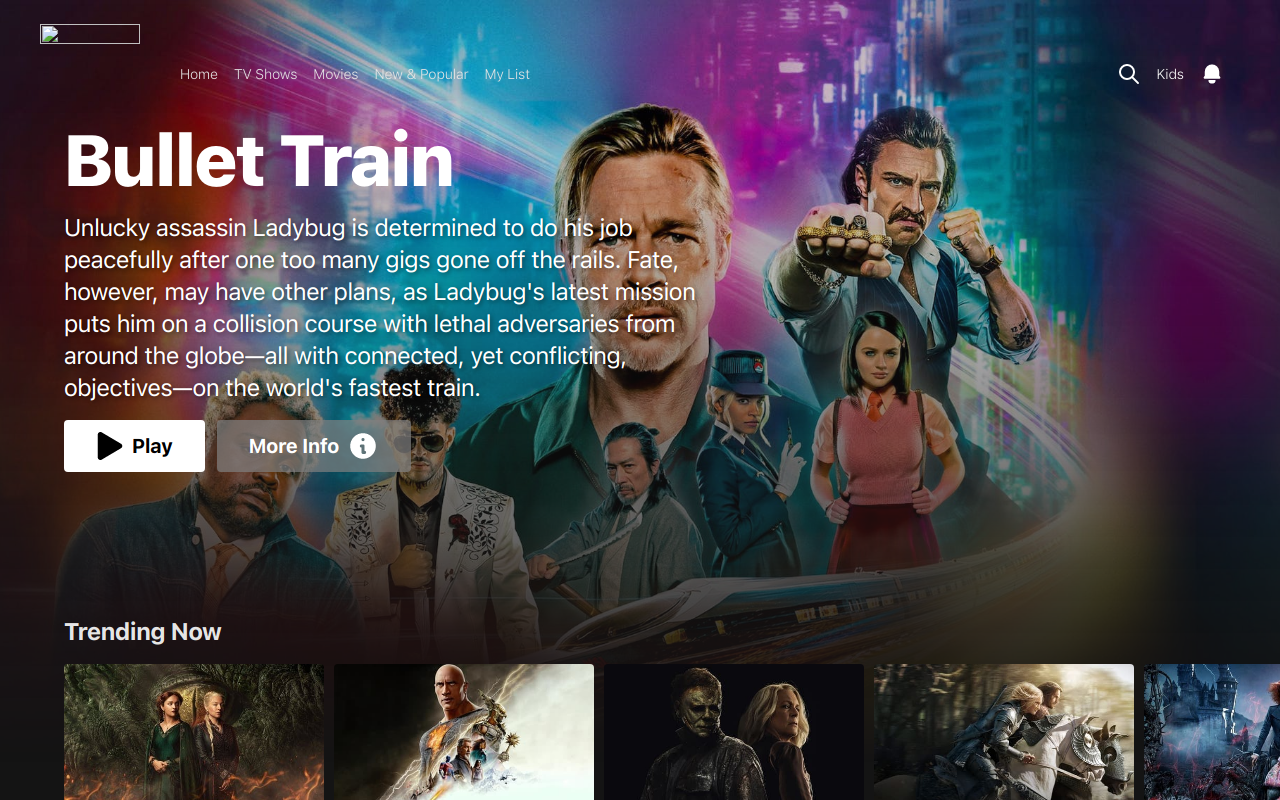 Home TV Shows Movies New & Popular My List Kids
Bullet Train
Unlucky assassin Ladybug is determined to do his job
peacefully after one too many gigs gone off the rails. Fate,
however, may have other plans, as Ladybug's latest mission
puts him on a collision course with lethal adversaries from
around the globe—all with connected, yet conflicting,
objectives—on the world's fastest train.
Play More Info
Trending Now